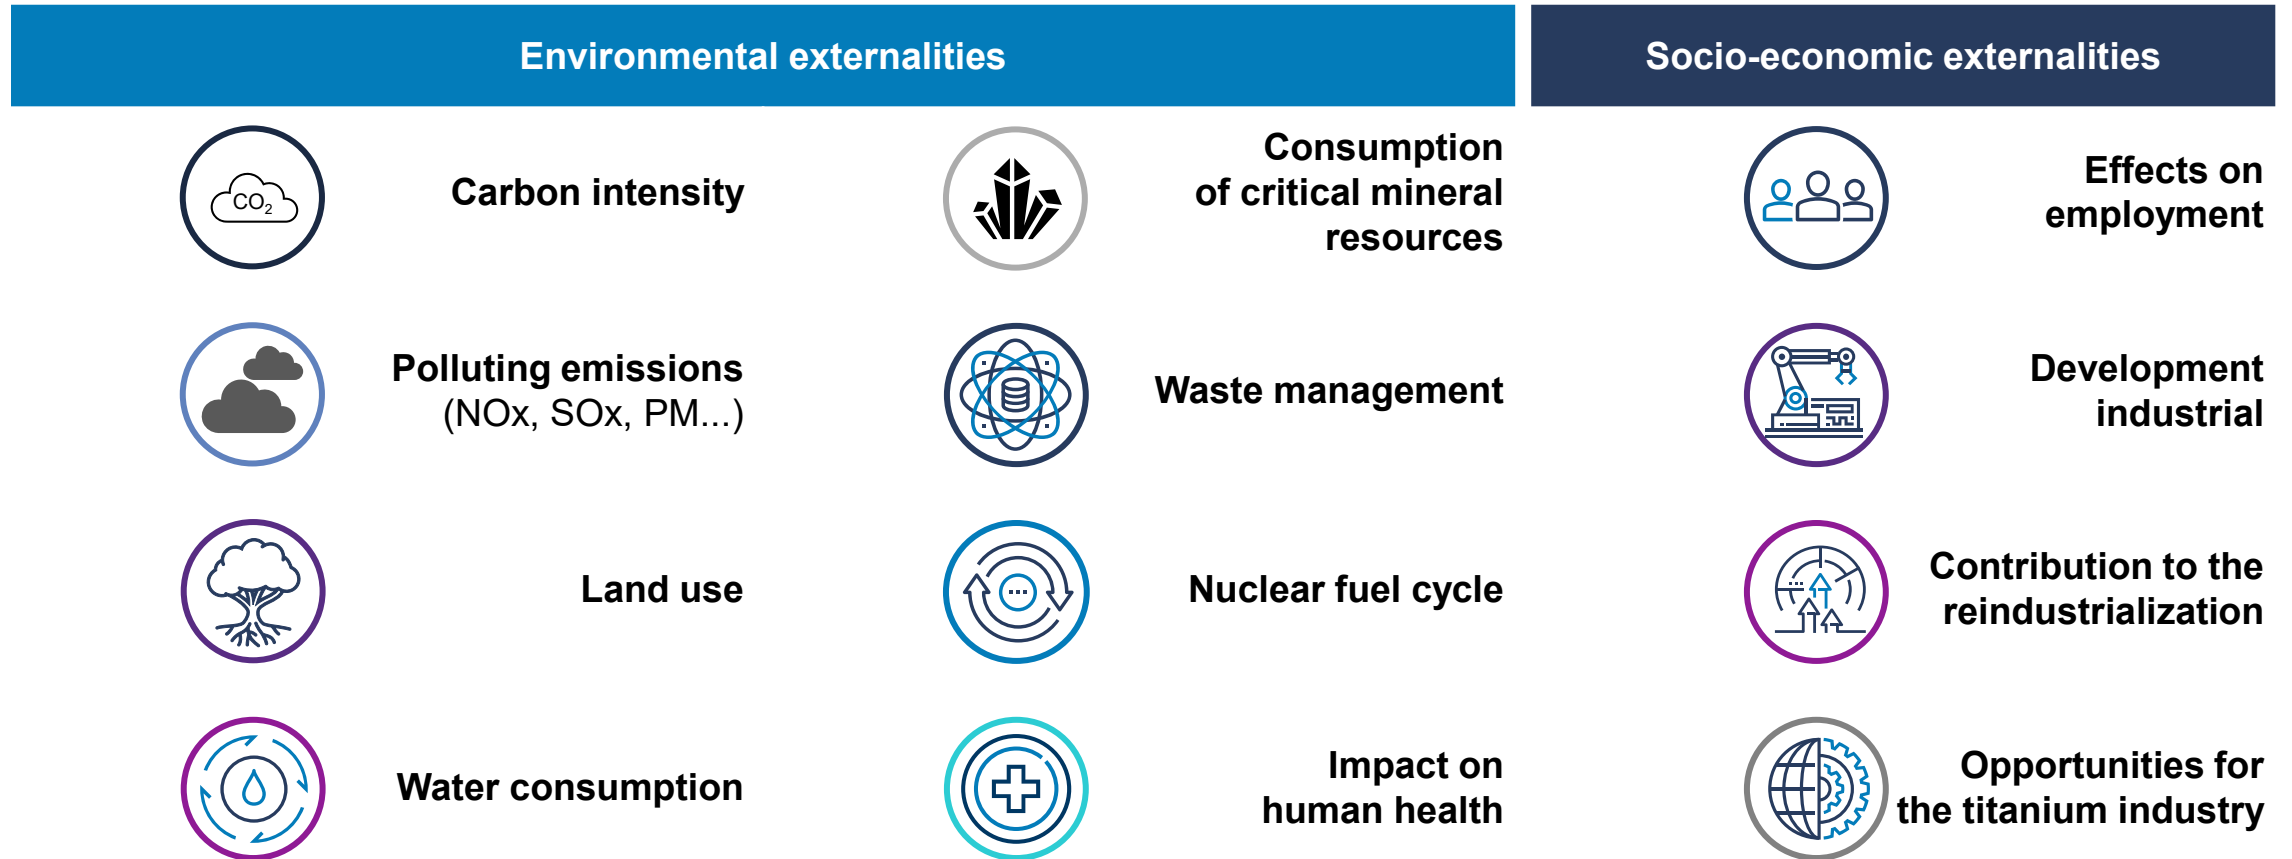 Environmental externalities
Socio-economic externalities
CO₂
Carbon intensity
Consumption
of critical mineral
resources
Effects on
employment
Polluting emissions
(NOx, SOx, PM...)
Waste management
Development
industrial
Land use
Nuclear fuel cycle
Contribution to the
reindustrialization
Water consumption
Impact on
human health
Opportunities for
the titanium industry